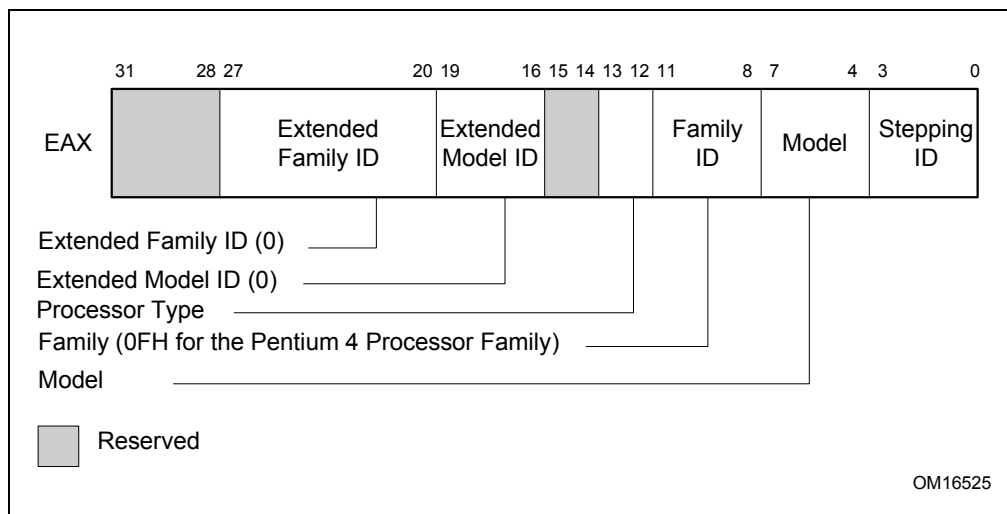 31 28 27 20 19 16 15 14 13 12 11 8 7 4 3 0
EAX
Extended Family ID
Extended Model ID
Family ID
Model
Stepping ID
Extended Family ID (0)
Extended Model ID (0)
Processor Type
Family (0FH for the Pentium 4 Processor Family)
Model
Reserved
OM16525